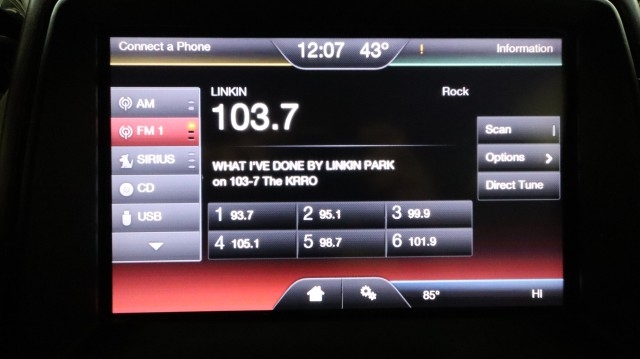 Connect a Phone
12:07 43° !
Information
AM
FM 1
SIRIUS
CD
USB
LINKIN
Rock
103.7
WHAT I'VE DONE BY LINKIN PARK
on 103-7 The KRRO
1 93.7
2 95.1
3 99.9
4 105.1
5 98.7
6 101.9
Scan
Options
Direct Tune
85°
HI